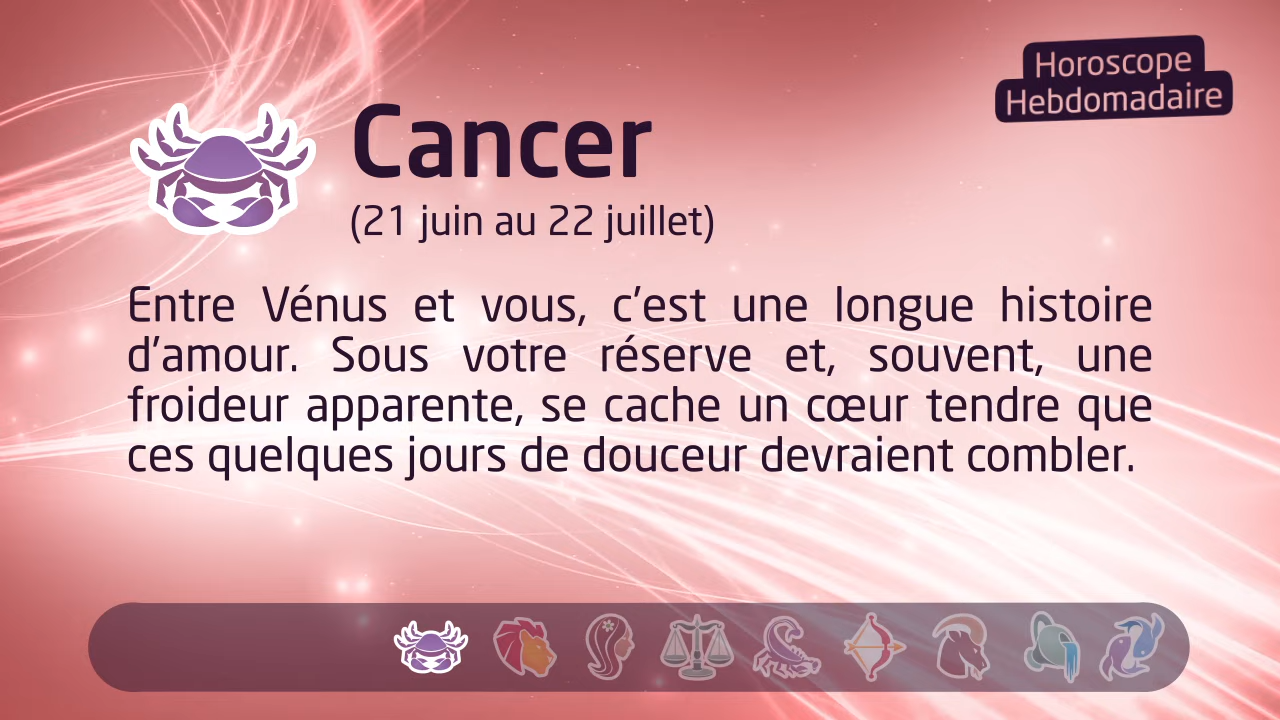 Horoscope
Hebdomadaire
Cancer
(21 juin au 22 juillet)
Entre Vénus et vous, c'est une longue histoire
d'amour. Sous votre réserve et, souvent, une
froideur apparente, se cache un cœur tendre que
ces quelques jours de douceur devraient combler.